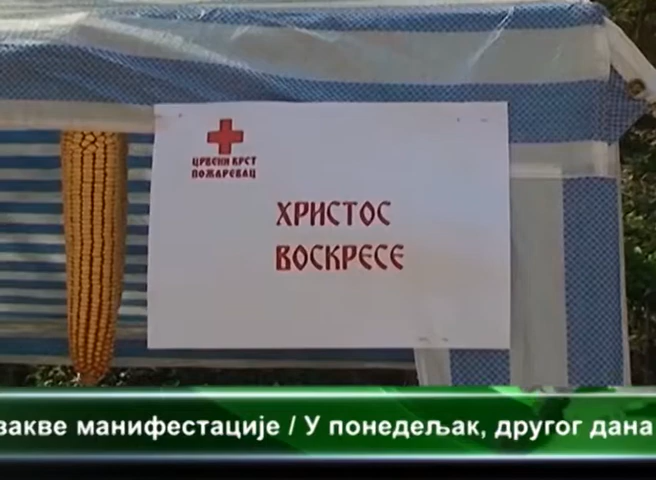 ЦРВЕНИ КРСТ
ПОЖАРЕВАЦ
ХРИСТОС
ВОСКРЕСЕ
закве манифестације / У понедељак, другог дана